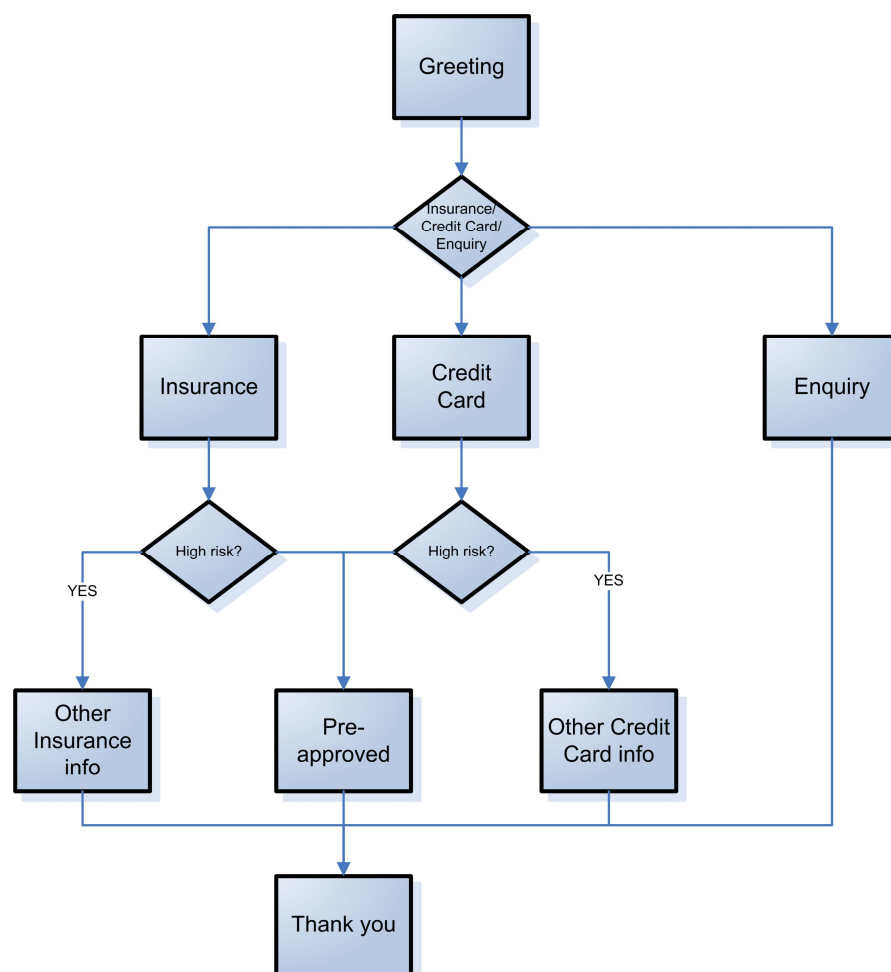 Greeting
Insurance/
Credit Card/
Enquiry
Insurance
Credit
Card
Enquiry
High risk?
High risk?
YES
YES
Other
Insurance
info
Pre-
approved
Other Credit
Card info
Thank you